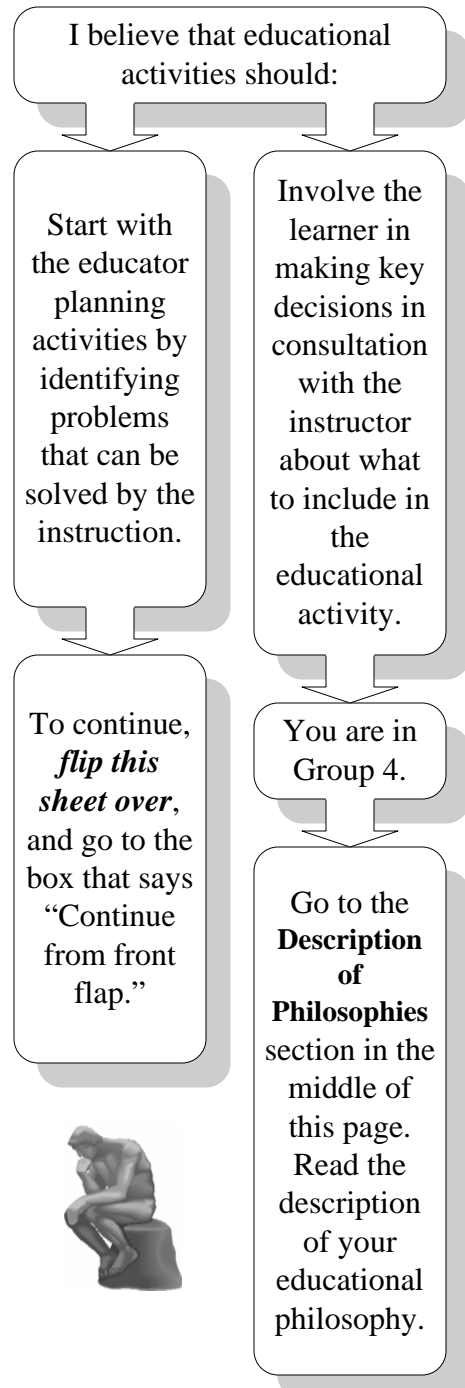 I believe that educational
activities should:
Start with
the educator
planning
activities by
identifying
problems
that can be
solved by the
instruction.
To continue,
flip this
sheet over,
and go to the
box that says
“Continue
from front
flap.”
Involve the
learner in
making key
decisions in
consultation
with the
instructor
about what
to include in
the
educational
activity.
You are in
Group 4.
Go to the
Description
of
Philosophies
section in the
middle of
this page.
Read the
description
of your
educational
philosophy.